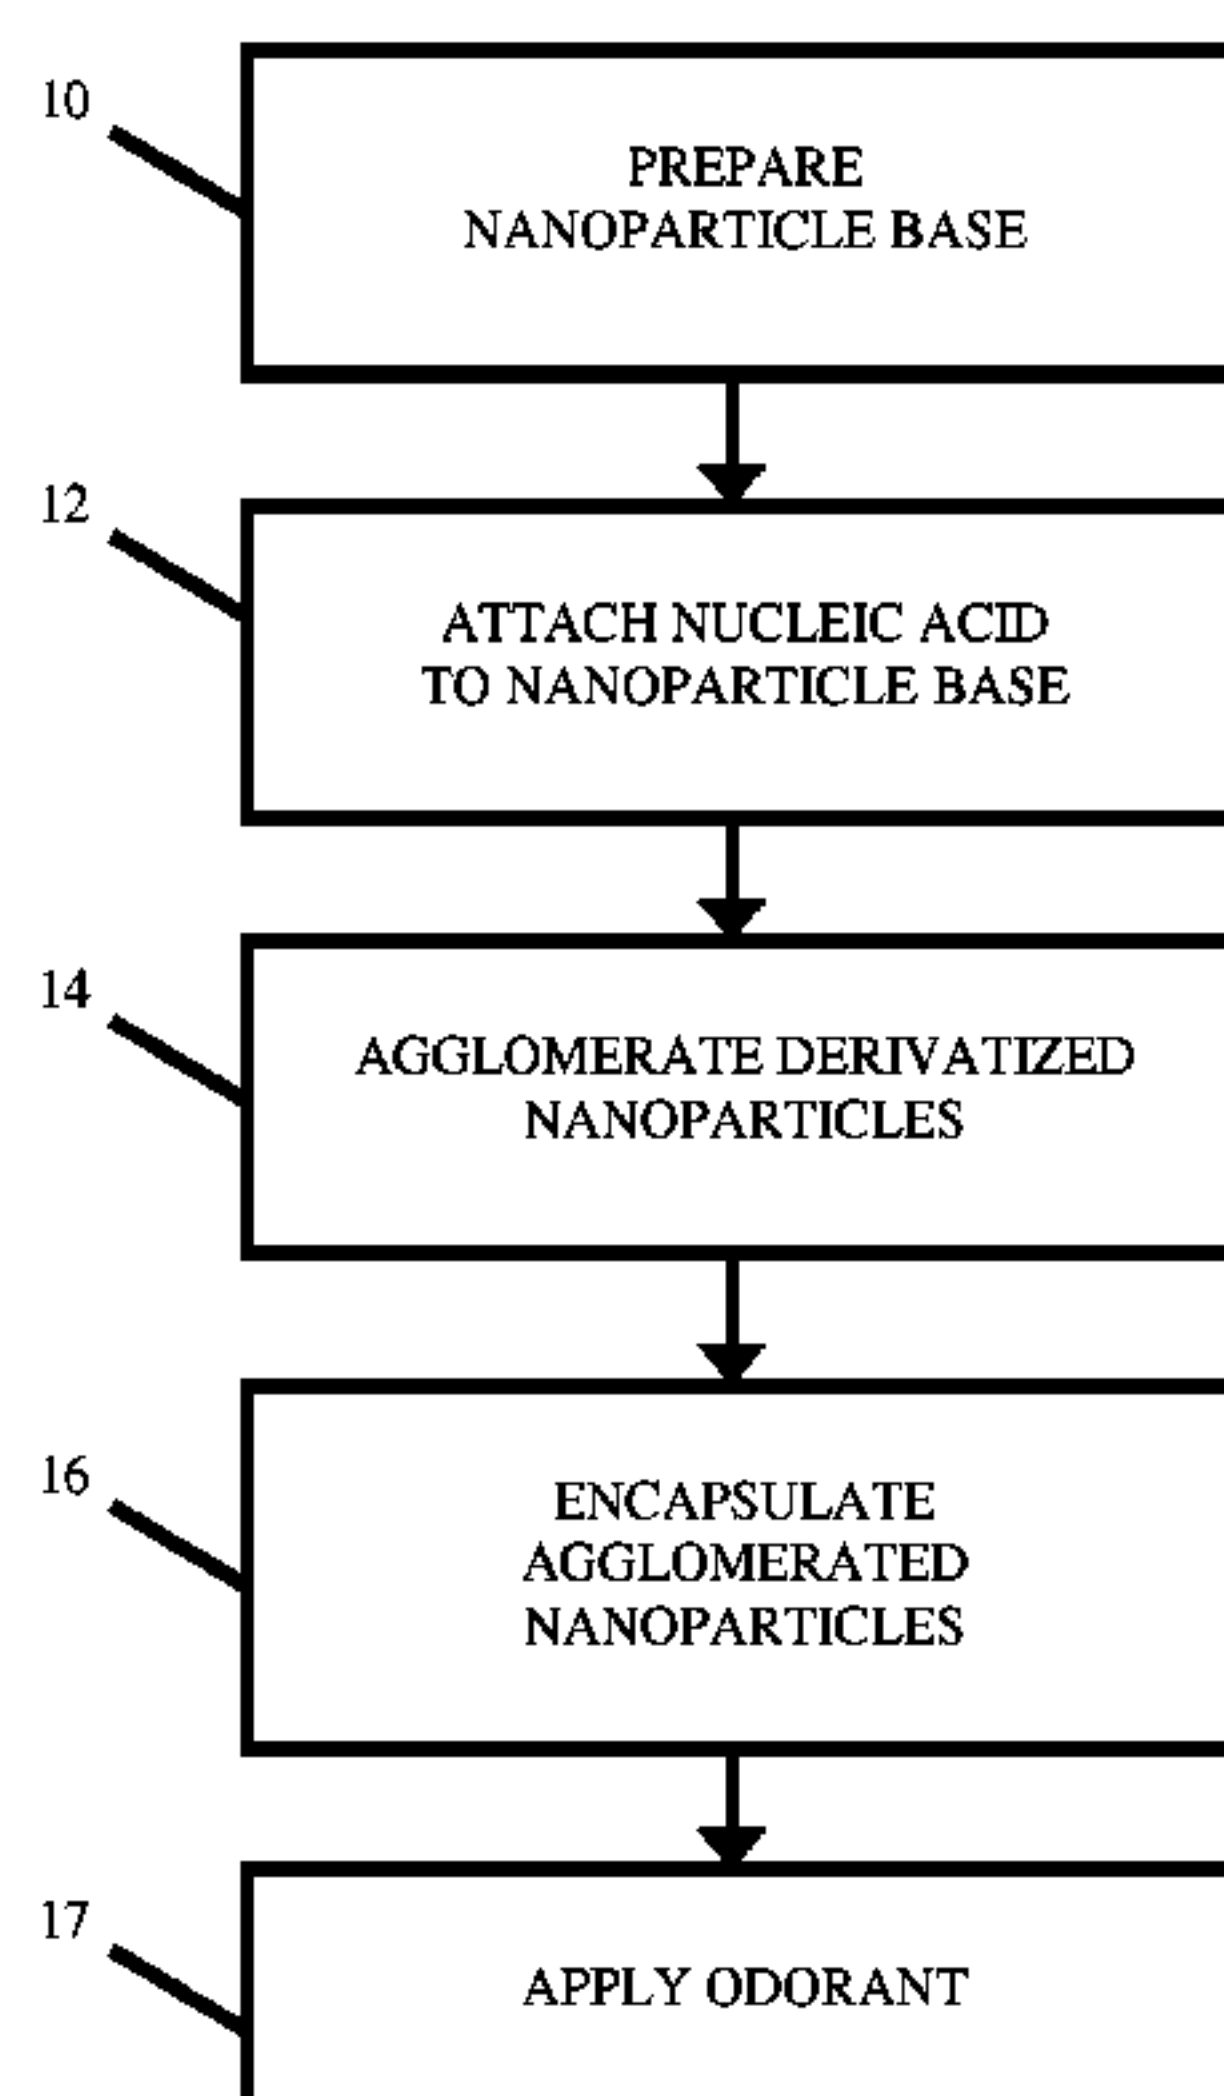 10
PREPARE
NANOPARTICLE BASE
12
ATTACH NUCLEIC ACID
TO NANOPARTICLE BASE
14
AGGLOMERATE DERIVATIZED
NANOPARTICLES
16
ENCAPSULATE
AGGLOMERATED
NANOPARTICLES
17
APPLY ODORANT